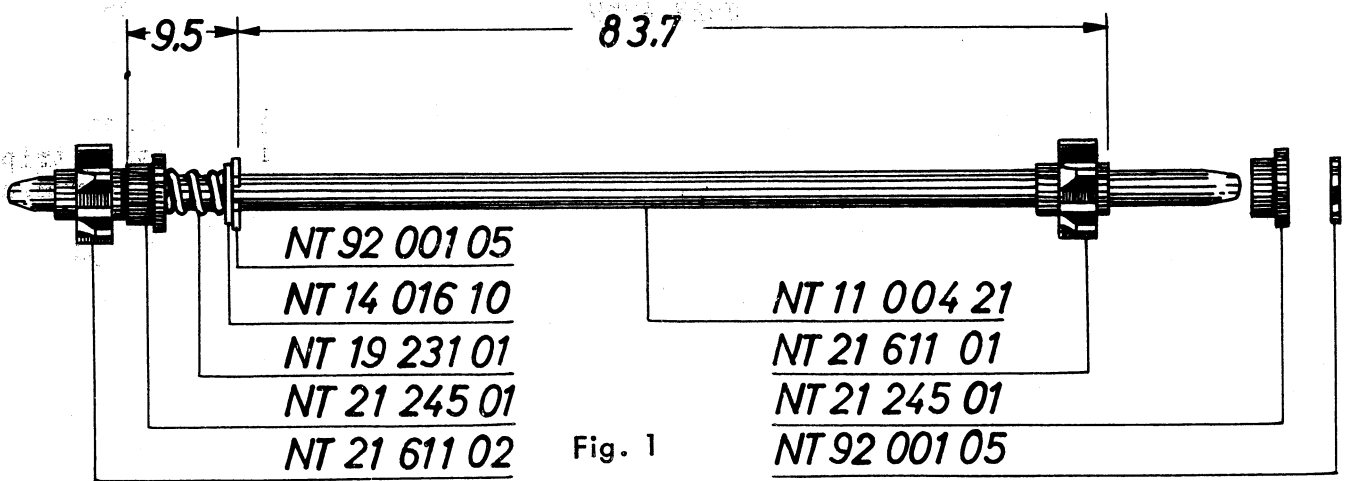 9.5
83.7
NT 92 001 05
NT 14 016 10
NT 19 231 01
NT 21 245 01
NT 21 611 02
Fig. 1
NT 11 004 21
NT 21 611 01
NT 21 245 01
NT 92 001 05